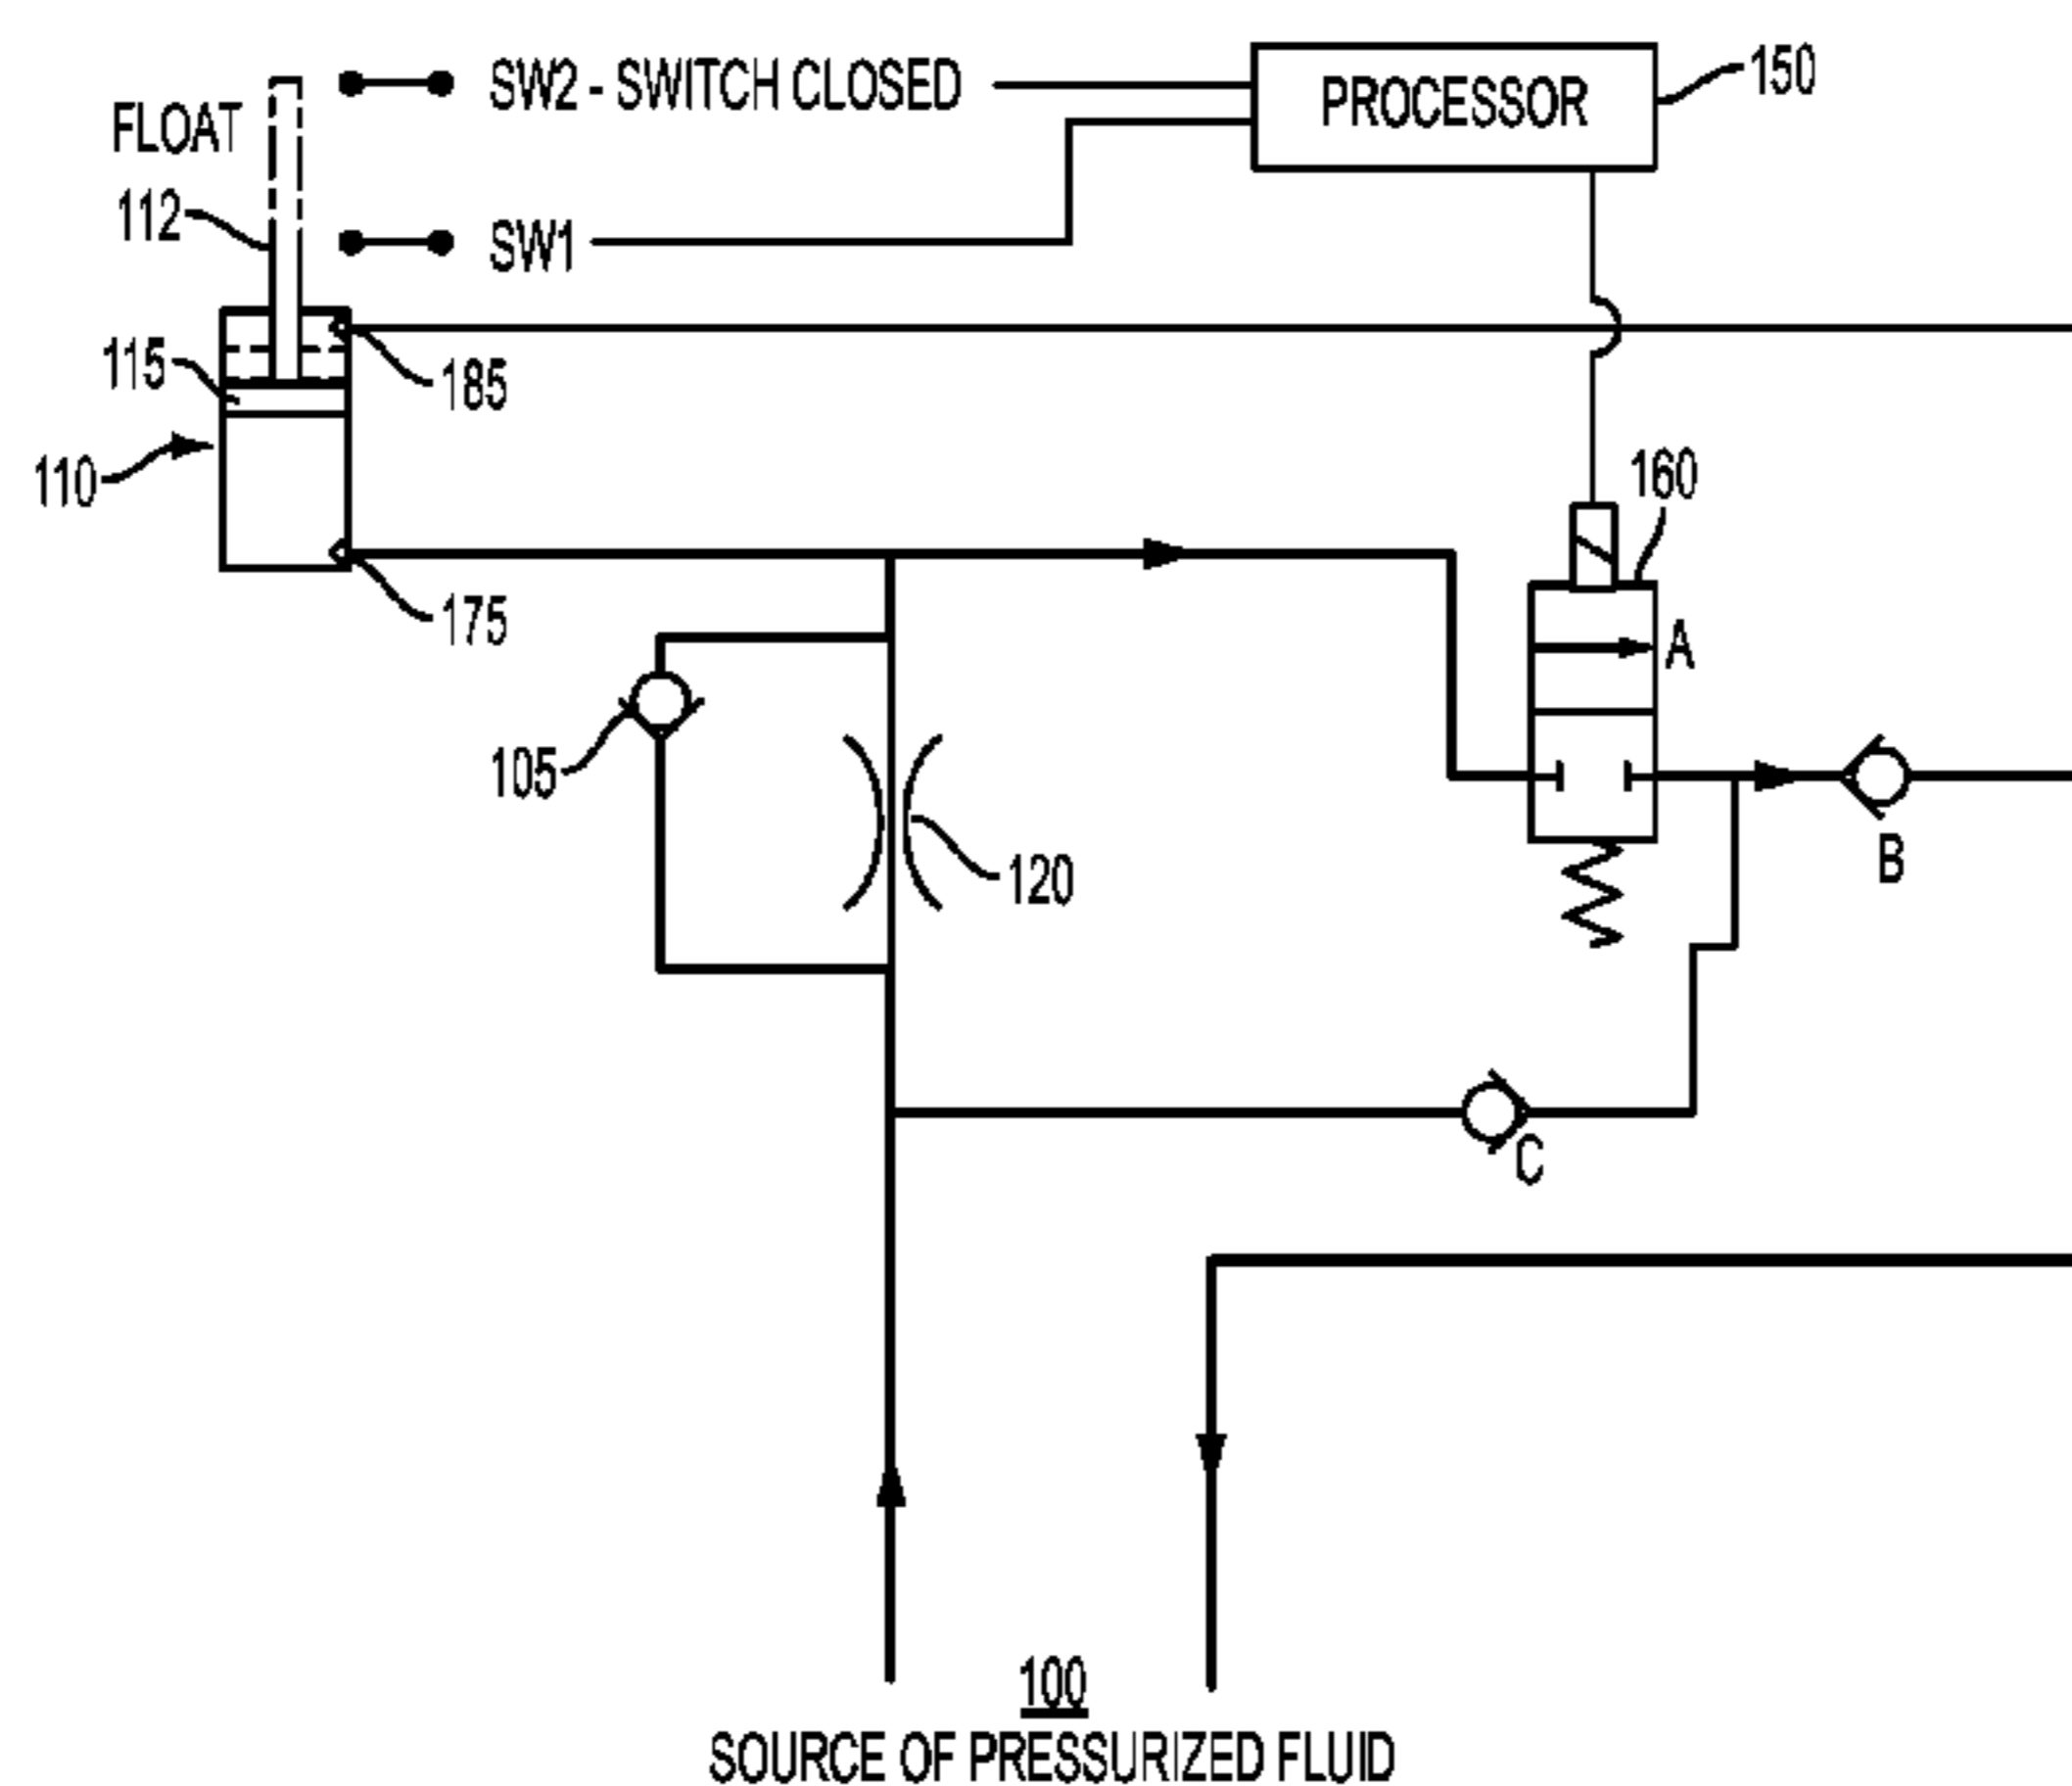 SW2 - SWITCH CLOSED
PROCESSOR
150
FLOAT
112
SW1
115
185
110
160
175
A
105
120
B
C
100
SOURCE OF PRESSURIZED FLUID